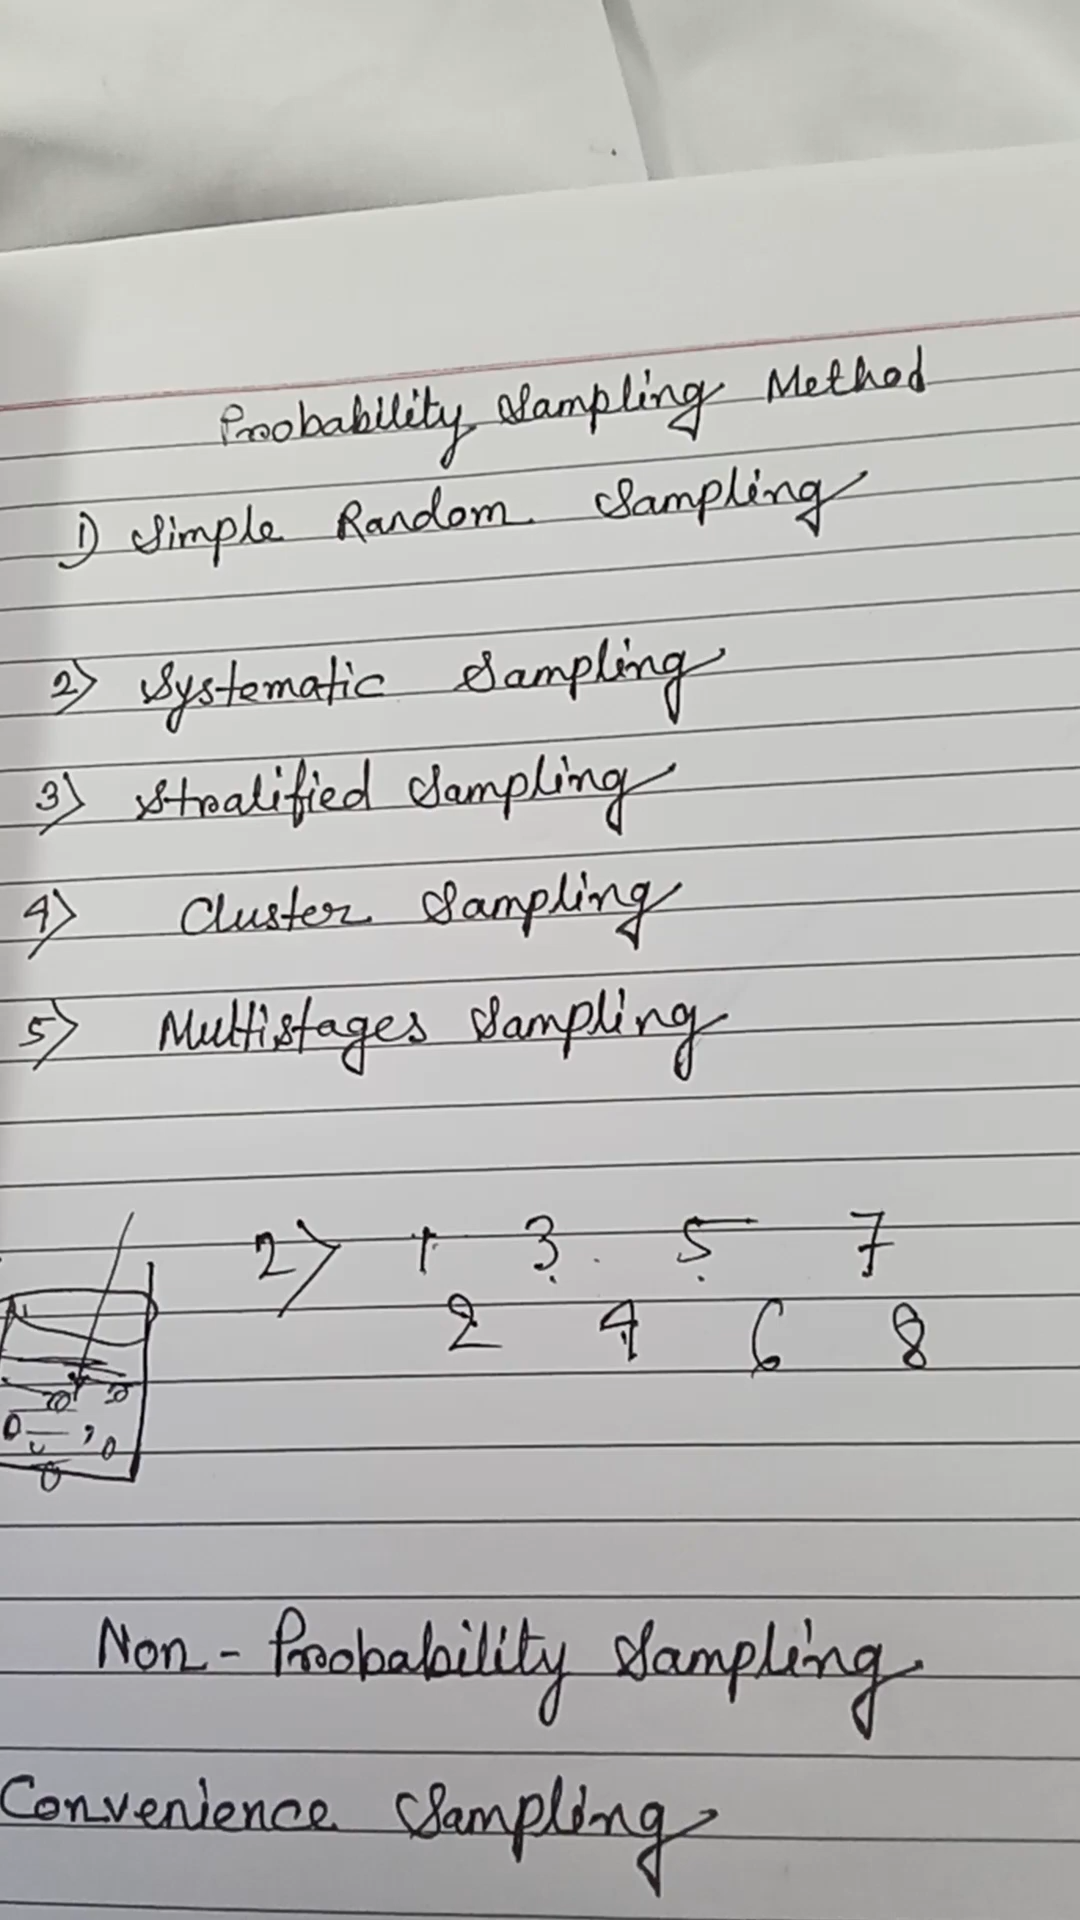 Probability Sampling Method
1) Simple Random Sampling
2) Systematic Sampling
3) Stratified Sampling
4) Cluster Sampling
5) Multistages Sampling
2) 1 3 5 7
2 4 6 8
Non-Probability Sampling
Convenience Sampling